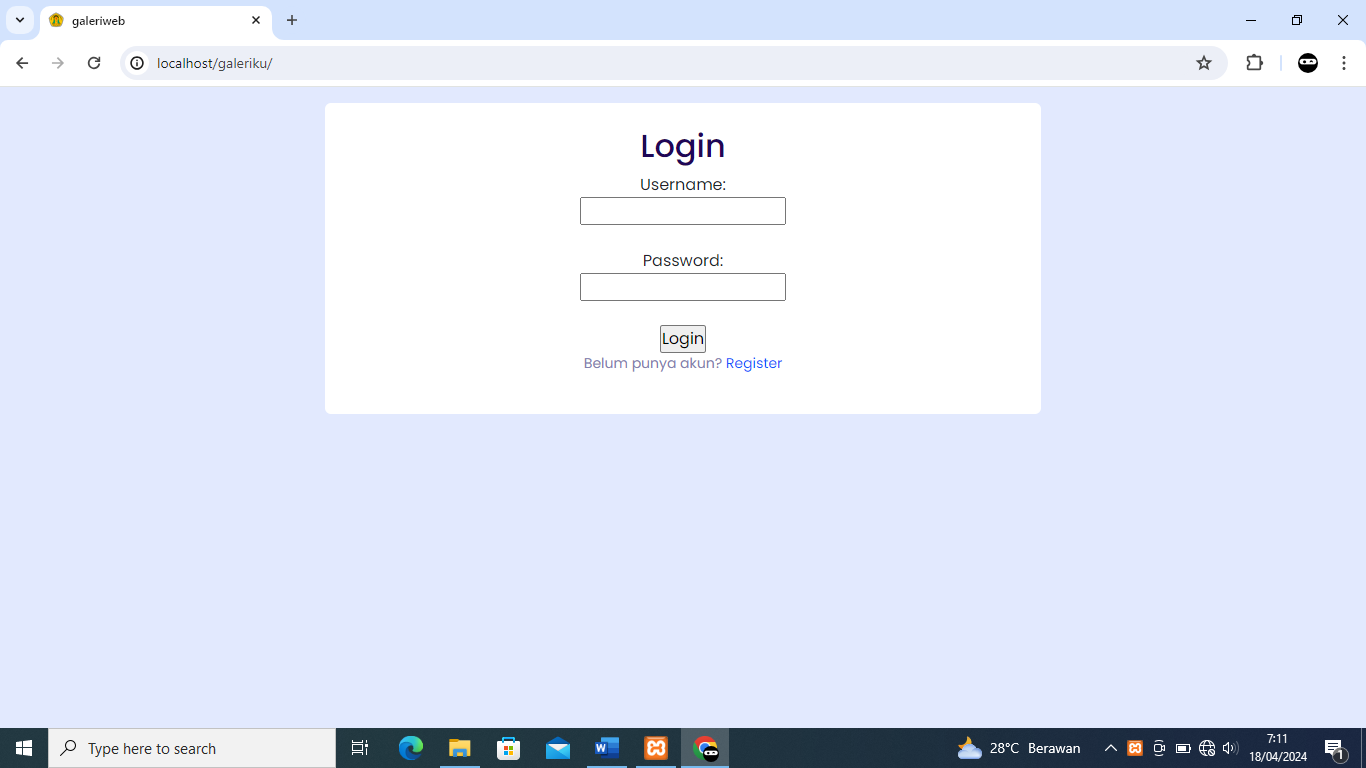 galeriweb
localhost/galeriku/
Login
Username:
Password:
Login
Belum punya akun? Register
Type here to search
28°C Berawan
7:11
18/04/2024
1